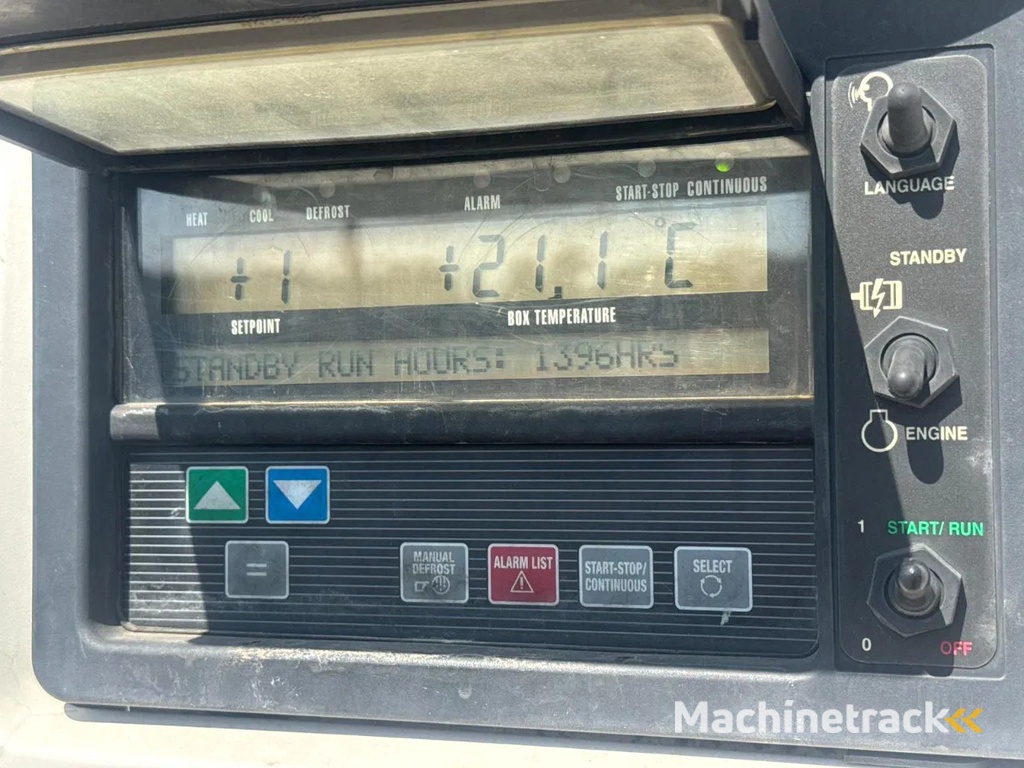 HEAT COOL DEFROST ALARM START-STOP CONTINUOUS
+1 +21.1 °C
SETPOINT BOX TEMPERATURE
STANDBY RUN HOURS: 1396HRS
=
MANUAL DEFROST
ALARM LIST
START-STOP/
CONTINUOUS
SELECT
LANGUAGE
STANDBY
ENGINE
1 START/RUN
0 OFF
Machinetrack